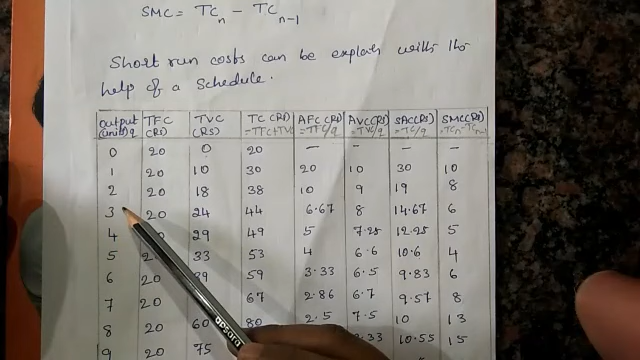 SMC = TCn - TCn-1
Short run costs can be explain with the
help of a Schedule.
output (units) q TFC (RS) TVC (RS) TC (RS) =TFC+TVC AFC (RS) =TFC/q AVC (RS) =TVC/q SAC (RS) =TC/q SMC (RS) TCn-TCn-1
0 20 0 20 — — — —
1 20 10 30 20 10 30 10
2 20 18 38 10 9 19 8
3 20 24 44 6.67 8 14.67 6
4 29 49 5 7.25 12.25 5
5 33 53 4 6.6 10.6 4
6 59 3.33 6.5 9.83 6
7 20 67 2.86 6.7 9.57 8
8 20 60 80 2.5 7.5 10 13
9 20 75 .33 10.55 15
apsara